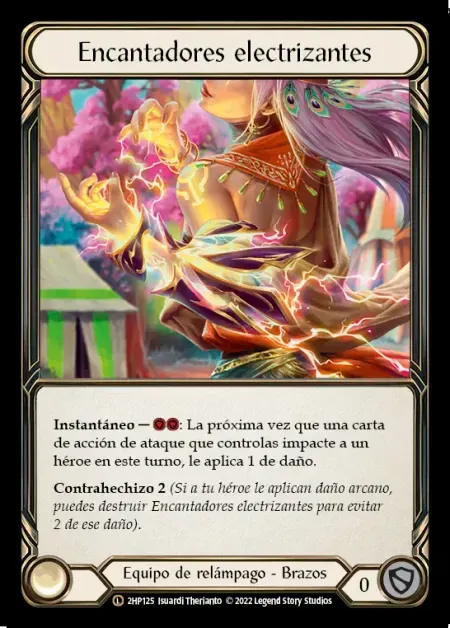 Encantadores electrizantes
Instantáneo — : La próxima vez que una carta
de acción de ataque que controlas impacte a un
héroe en este turno, le aplica 1 de daño.
Contrahechizo 2 (Si a tu héroe le aplican daño arcano,
puedes destruir Encantadores electrizantes para evitar
2 de ese daño).
Equipo de relámpago - Brazos
0
L 2HP125 Isuardi Therianto © 2022 Legend Story Studios